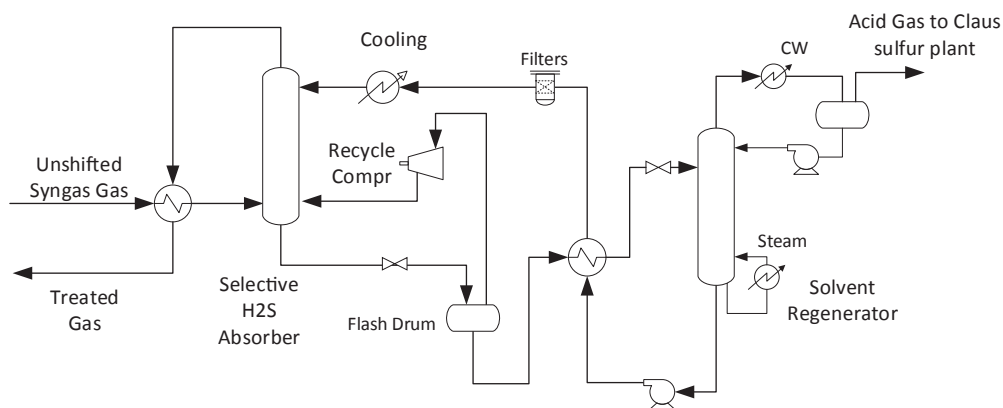 Acid Gas to Claus
sulfur plant
CW
Cooling
Filters
Recycle
Compr
Unshifted
Syngas Gas
Treated
Gas
Selective
H2S
Absorber
Flash Drum
Steam
Solvent
Regenerator